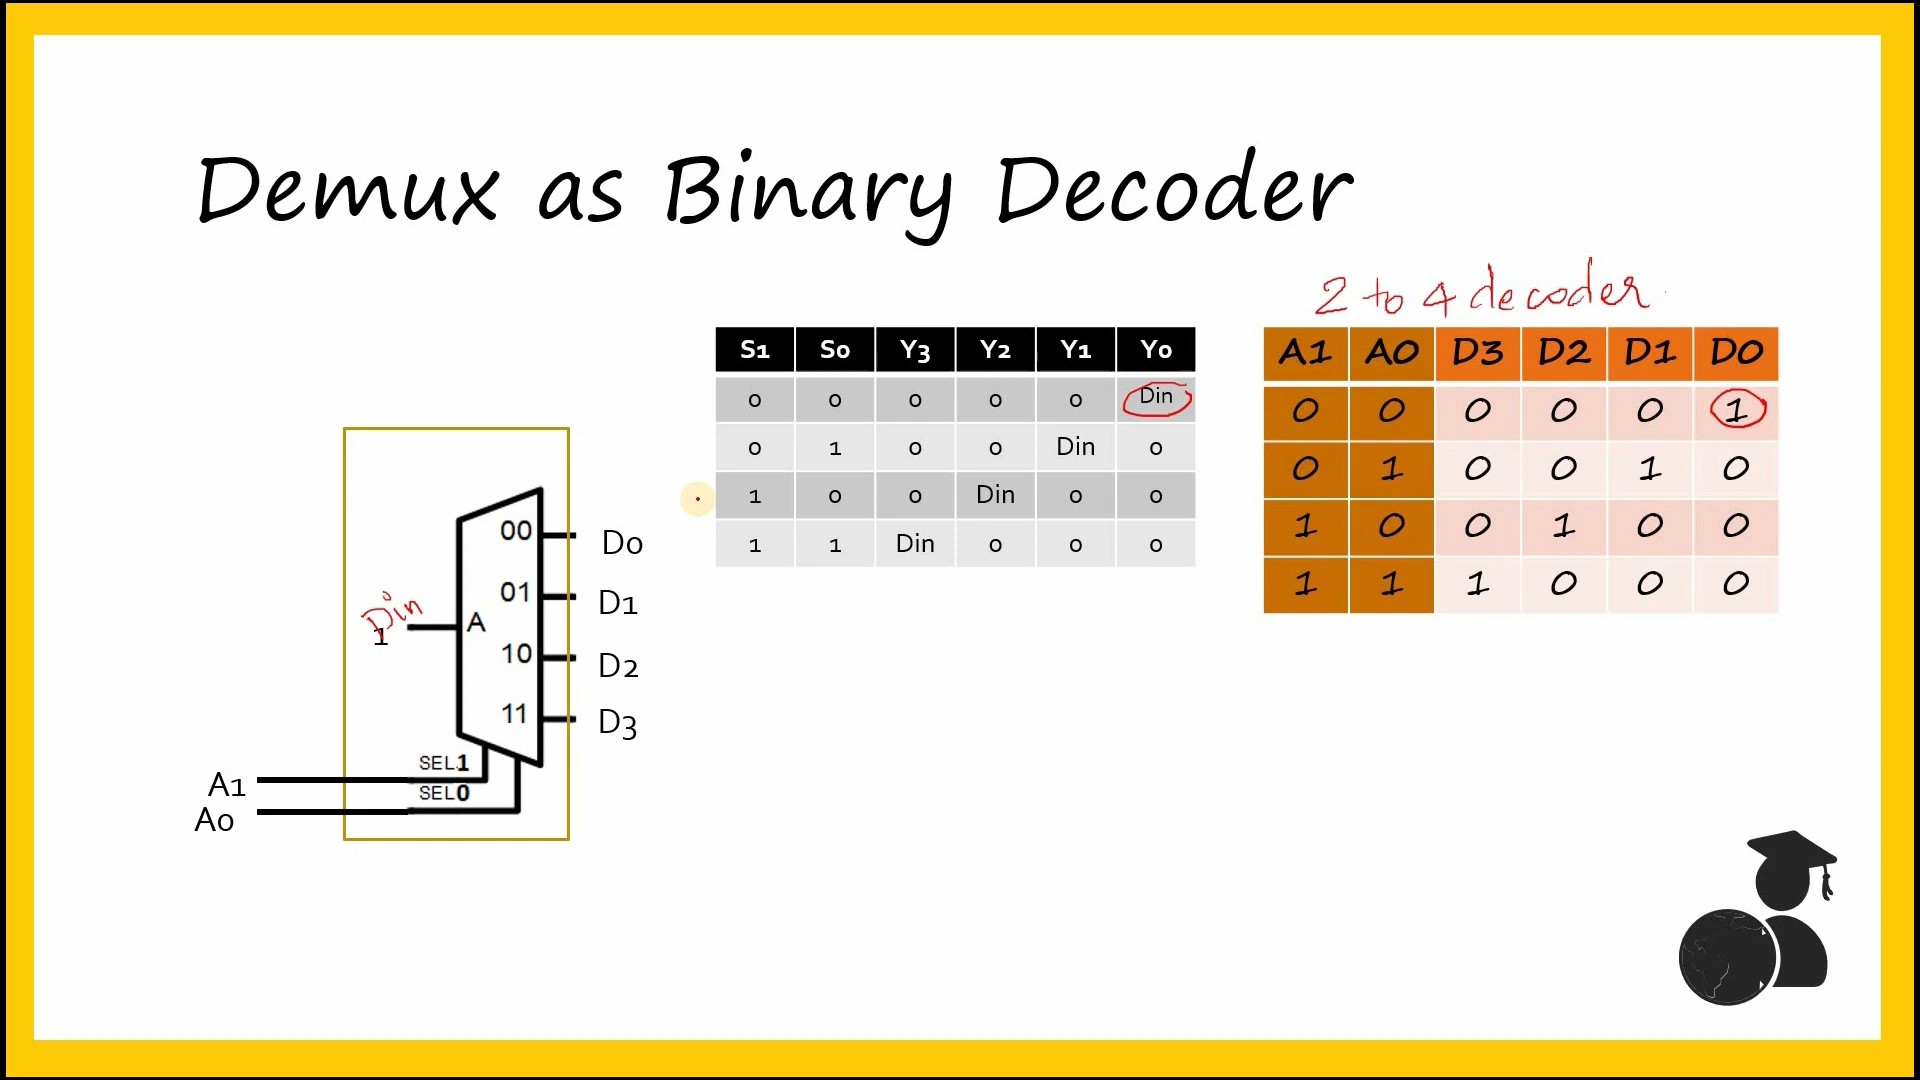 Demux as Binary Decoder
2 to 4 decoder
S1 S0 Y3 Y2 Y1 Y0
0 0 0 0 0 Din
0 1 0 0 Din 0
1 0 0 Din 0 0
1 1 Din 0 0 0
A1 A0 D3 D2 D1 D0
0 0 0 0 0 1
0 1 0 0 1 0
1 0 0 1 0 0
1 1 1 0 0 0
00 D0
01 D1
Din
1 A
10 D2
11 D3
SEL1
A1
SEL0
A0